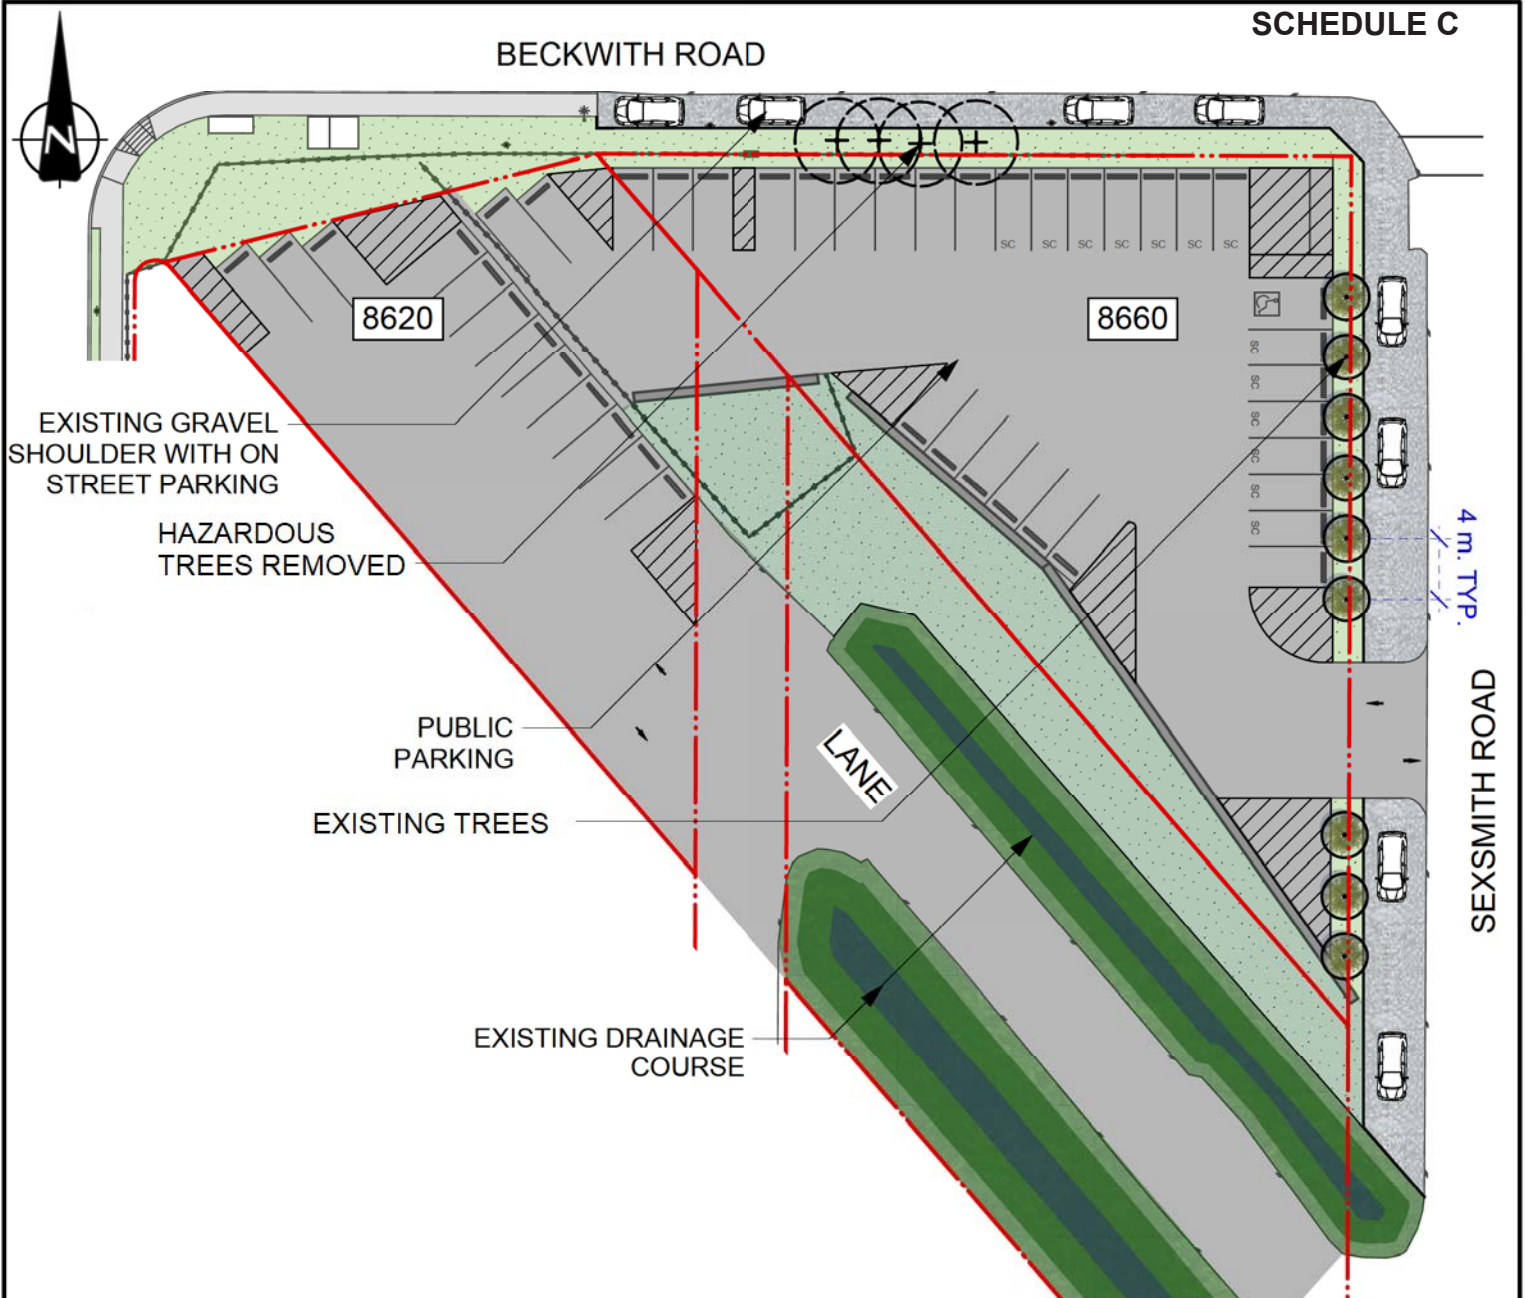 SCHEDULE C
BECKWITH ROAD
N
SC SC SC SC SC SC SC
8620
8660
SC
SC
SC
SC
SC
SC
EXISTING GRAVEL
SHOULDER WITH ON
STREET PARKING
HAZARDOUS
TREES REMOVED
4 m. TYP.
PUBLIC
PARKING
LANE
SEXSMITH ROAD
EXISTING TREES
EXISTING DRAINAGE
COURSE